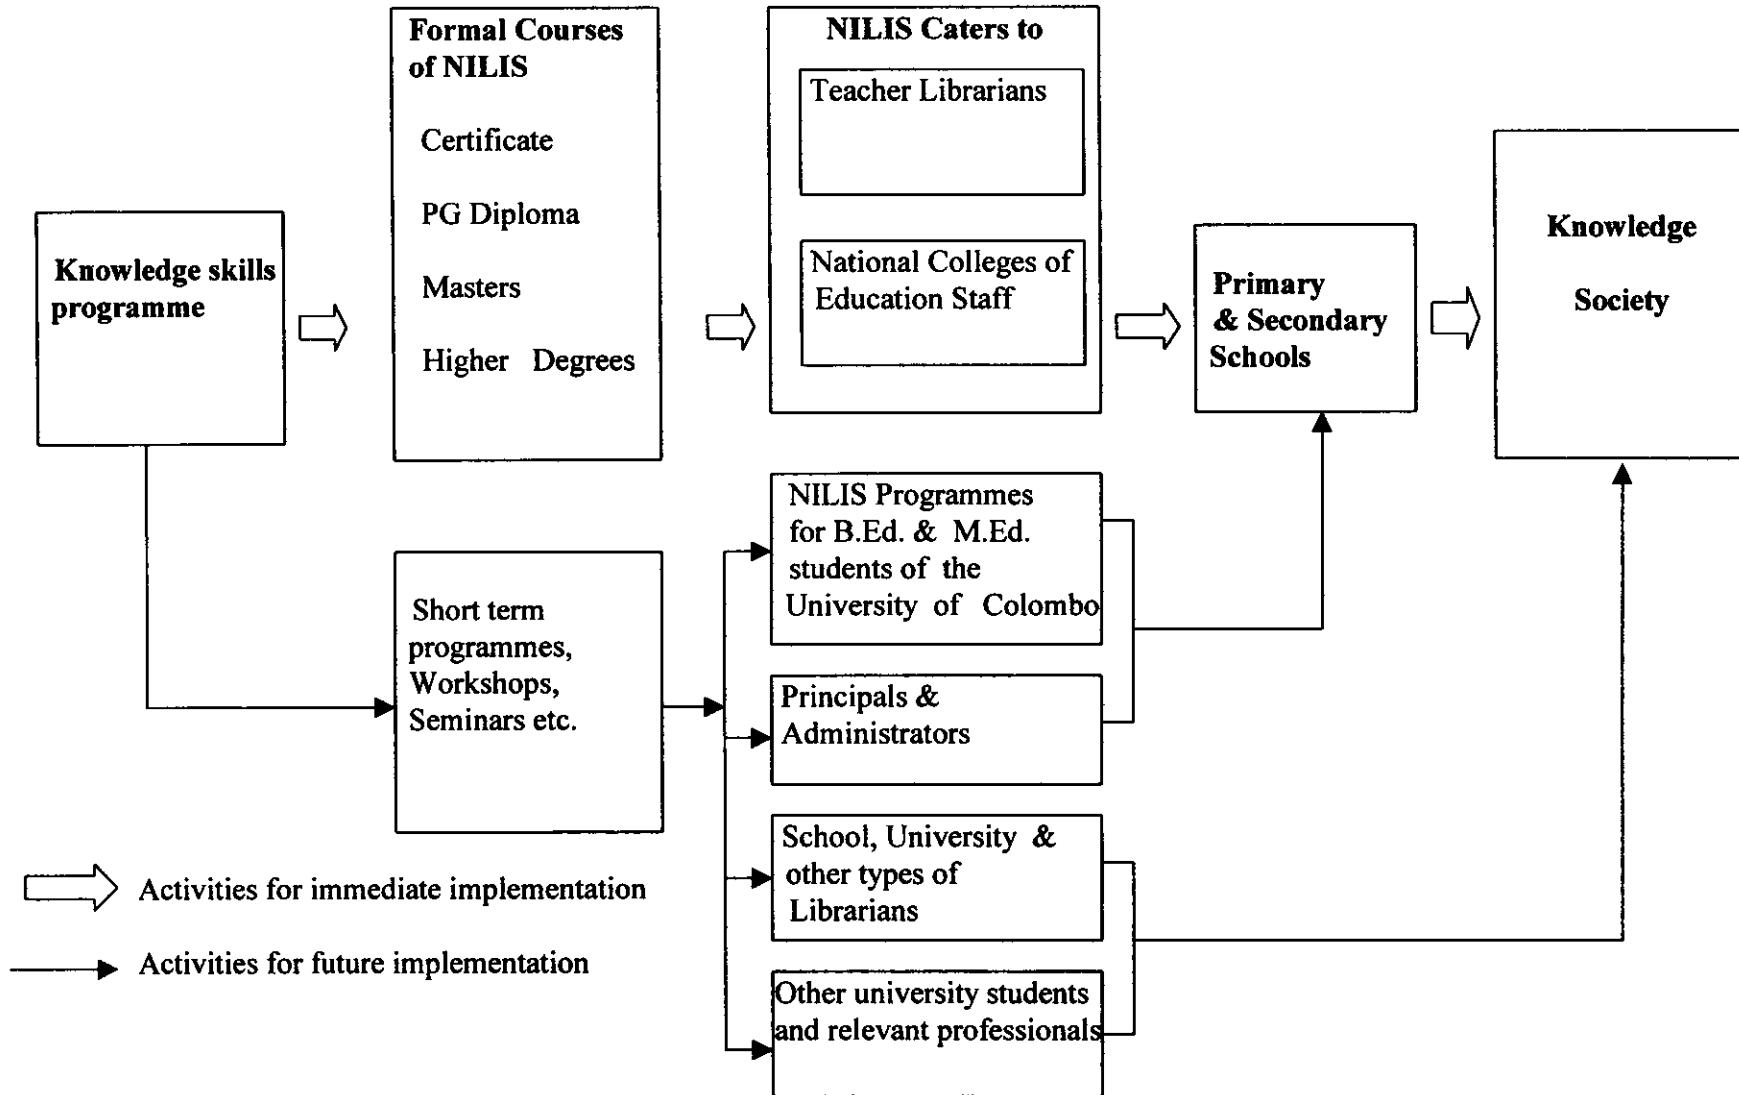 Formal Courses
of NILIS
Certificate
PG Diploma
Masters
Higher Degrees
NILIS Caters to
Teacher Librarians
National Colleges of
Education Staff
Knowledge skills
programme
Primary
& Secondary
Schools
Knowledge
Society
Short term
programmes,
Workshops,
Seminars etc.
NILIS Programmes
for B.Ed. & M.Ed.
students of the
University of Colombo
Principals &
Administrators
School, University &
other types of
Librarians
Other university students
and relevant professionals
Activities for immediate implementation
Activities for future implementation